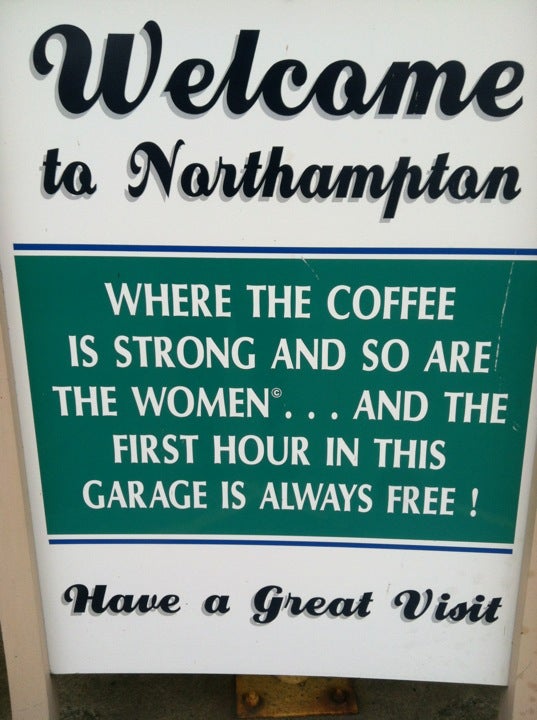 Welcome
to Northampton
WHERE THE COFFEE
IS STRONG AND SO ARE
THE WOMEN©... AND THE
FIRST HOUR IN THIS
GARAGE IS ALWAYS FREE !
Have a Great Visit